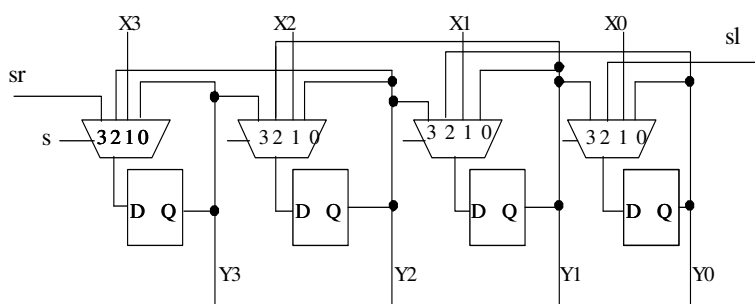 X3 X2 X1 X0
sl
sr
s 3210 3 2 1 0 3 2 1 0 3 2 1 0
D Q D Q D Q D Q
Y3 Y2 Y1 Y0